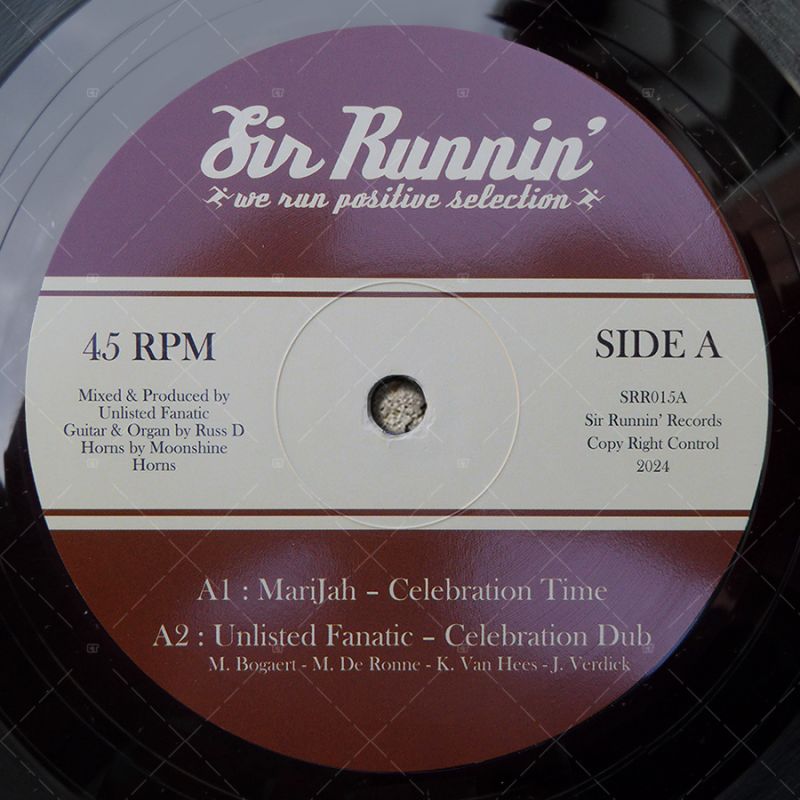 Sir Runnin'
we run positive selection
45 RPM
Mixed & Produced by
Unlisted Fanatic
Guitar & Organ by Russ D
Horns by Moonshine
Horns
SIDE A
SRR015A
Sir Runnin' Records
Copy Right Control
2024
A1 : MariJah – Celebration Time
A2 : Unlisted Fanatic – Celebration Dub
M. Bogaert - M. De Ronne - K. Van Hees - J. Verdick